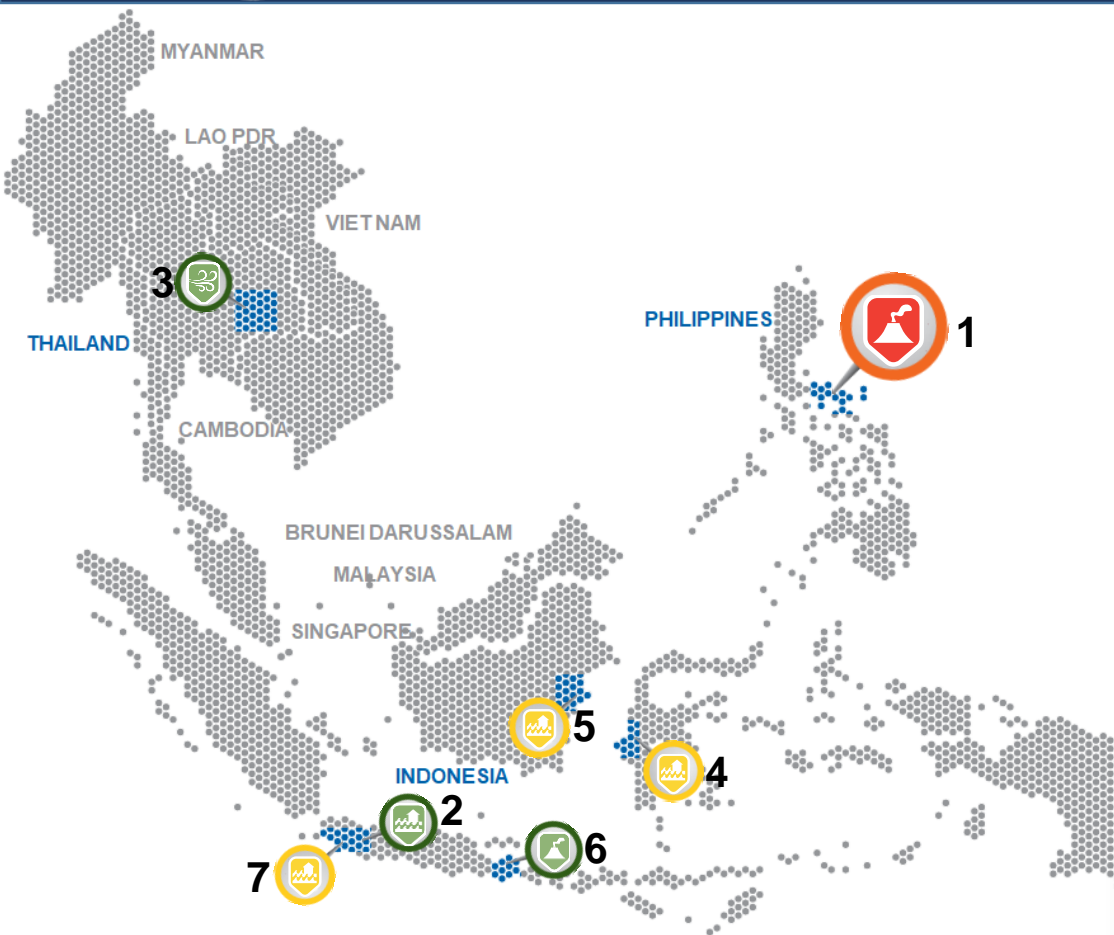 MYANMAR
LAO PDR
VIET NAM
3
THAILAND
PHILIPPINES
1
CAMBODIA
BRUNEI DARUSSALAM
MALAYSIA
SINGAPORE
5
4
INDONESIA
2
6
7